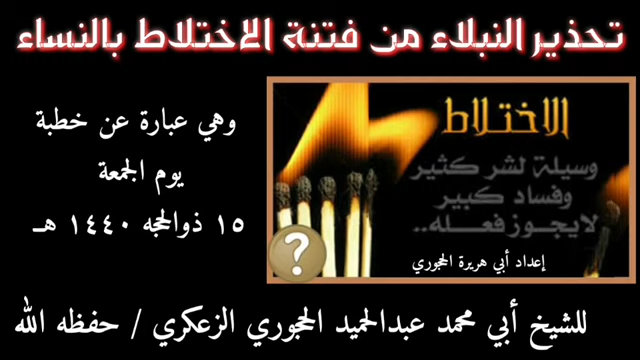 تحذير النبلاء من فتنة الاختلاط بالنساء
وهي عبارة عن خطبة
يوم الجمعة
١٥ ذوالحجه ١٤٤٠ هـ
الاختلاط
وسيلة لشر كثير
وفساد كبير
لايجوز فعله..
إعداد أبي هريرة الحجوري
?
للشيخ أبي محمد عبدالحميد الحجوري الزعكري / حفظه الله